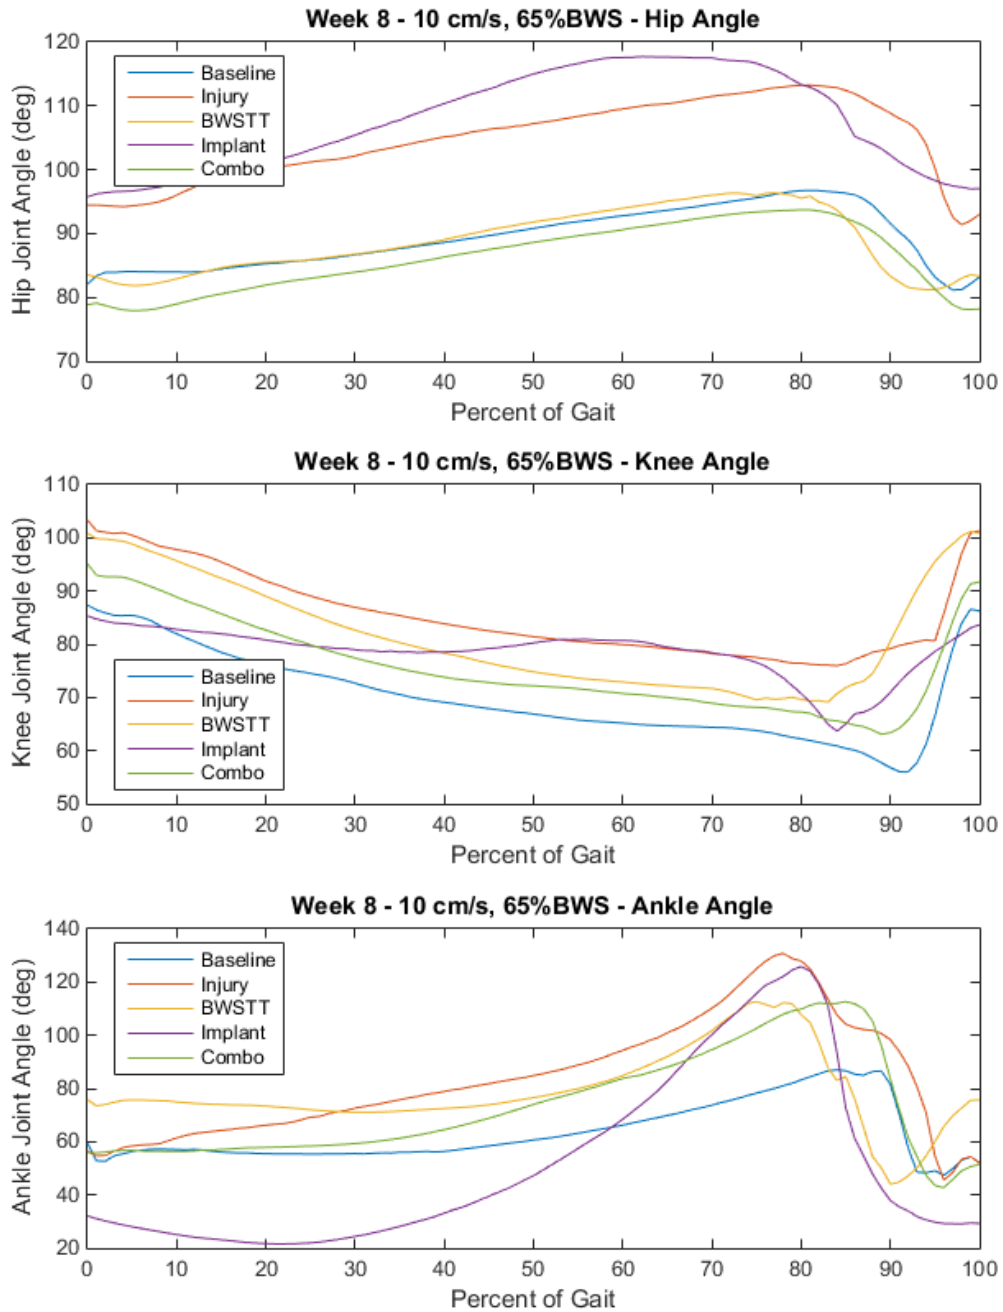 Week 8 - 10 cm/s, 65%BWS - Hip Angle
120
110
100
90
80
70
Hip Joint Angle (deg)
Baseline
Injury
BWSTT
Implant
Combo
0 10 20 30 40 50 60 70 80 90 100
Percent of Gait
Week 8 - 10 cm/s, 65%BWS - Knee Angle
110
100
90
80
70
60
50
Knee Joint Angle (deg)
Baseline
Injury
BWSTT
Implant
Combo
0 10 20 30 40 50 60 70 80 90 100
Percent of Gait
Week 8 - 10 cm/s, 65%BWS - Ankle Angle
140
120
100
80
60
40
20
Ankle Joint Angle (deg)
Baseline
Injury
BWSTT
Implant
Combo
0 10 20 30 40 50 60 70 80 90 100
Percent of Gait